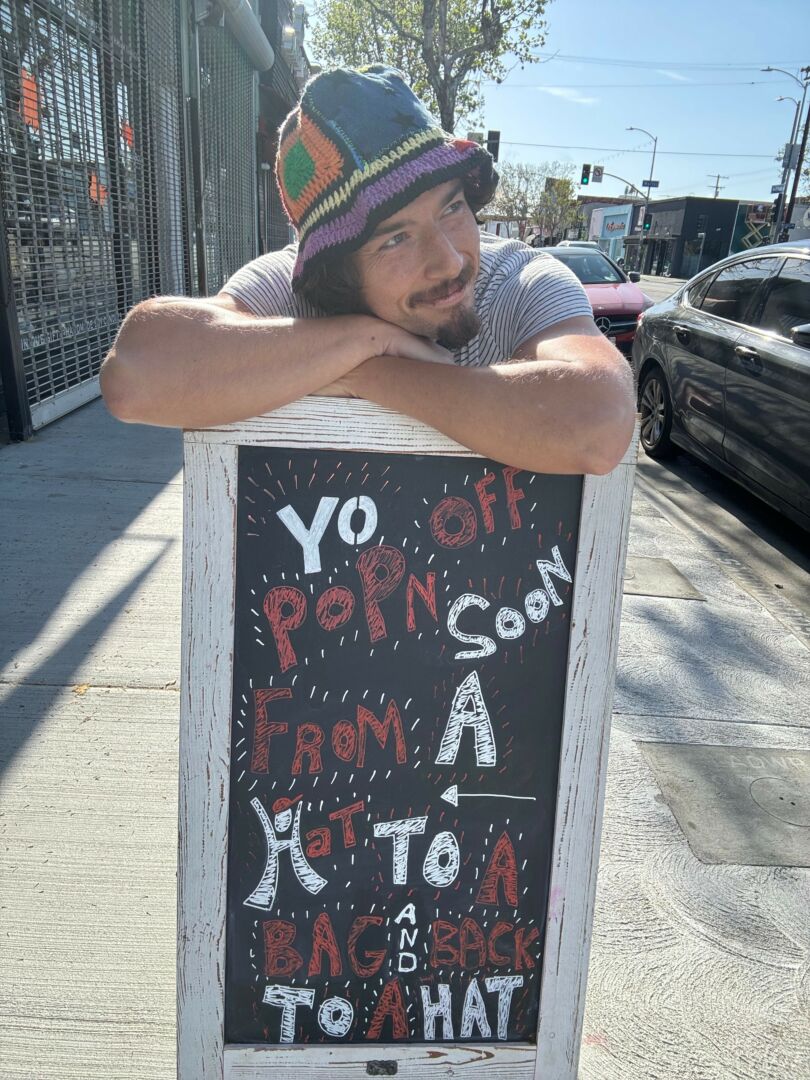 YO
POPN OFF
SOON
FROM A
HAT TO A
BAG AND BACK
TO A HAT